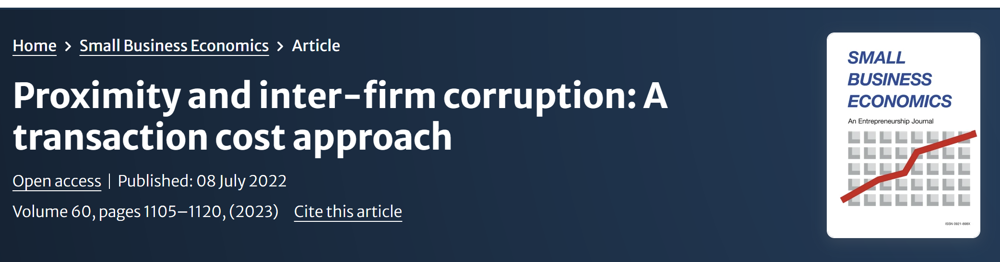 Home > Small Business Economics > Article
Proximity and inter-firm corruption: A
transaction cost approach
Open access | Published: 08 July 2022
Volume 60, pages 1105–1120, (2023) Cite this article
SMALL
BUSINESS
ECONOMICS
An Entrepreneurship Journal
ISSN 0921-898X